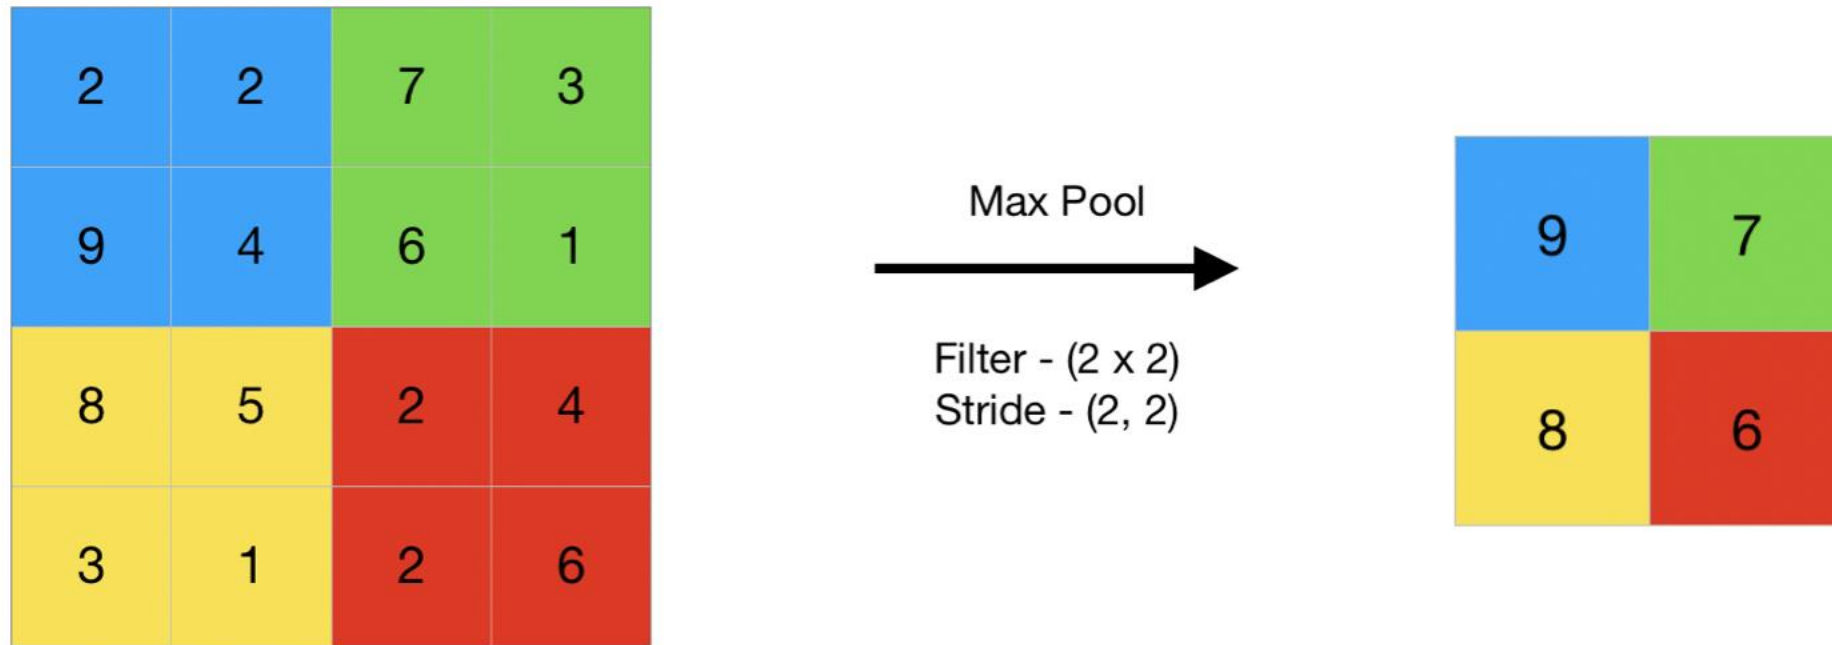 2 2 7 3
9 4 6 1
8 5 2 4
3 1 2 6
Max Pool
Filter - (2 x 2)
Stride - (2, 2)
9 7
8 6